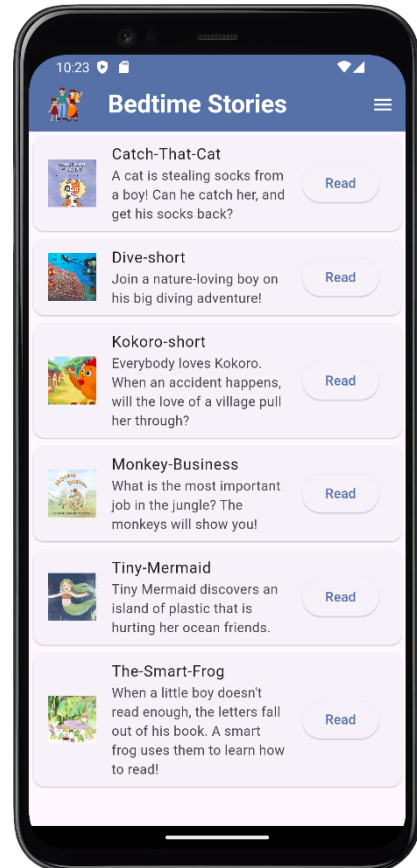 10:23
Bedtime Stories
Catch-That-Cat
A cat is stealing socks from
a boy! Can he catch her, and
get his socks back?
Read
Dive-short
Join a nature-loving boy on
his big diving adventure!
Read
Kokoro-short
Everybody loves Kokoro.
When an accident happens,
will the love of a village pull
her through?
Read
Monkey-Business
What is the most important
job in the jungle? The
monkeys will show you!
Read
Tiny-Mermaid
Tiny Mermaid discovers an
island of plastic that is
hurting her ocean friends.
Read
The-Smart-Frog
When a little boy doesn't
read enough, the letters fall
out of his book. A smart
frog uses them to learn how
to read!
Read